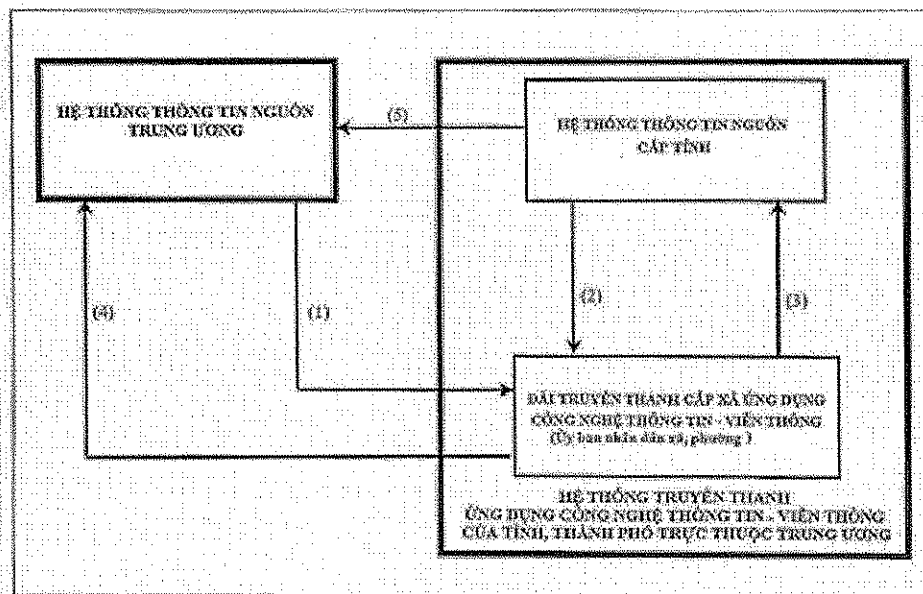 HỆ THỐNG THÔNG TIN NGUỒN
TRUNG ƯƠNG
(5)
HỆ THỐNG THÔNG TIN NGUỒN
CẤP TỈNH
(4)
(1)
(2)
(3)
ĐÀI TRUYỀN THANH CẤP XÃ ỨNG DỤNG
CÔNG NGHỆ THÔNG TIN - VIỄN THÔNG
(Ủy ban nhân dân xã, phường )
HỆ THỐNG TRUYỀN THANH
ỨNG DỤNG CÔNG NGHỆ THÔNG TIN - VIỄN THÔNG
CỦA TỈNH, THÀNH PHỐ TRỰC THUỘC TRUNG ƯƠNG